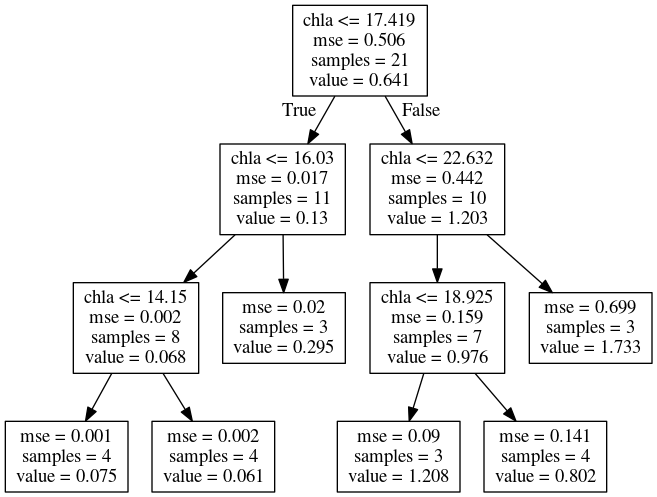 chla <= 17.419
mse = 0.506
samples = 21
value = 0.641
True
False
chla <= 16.03
mse = 0.017
samples = 11
value = 0.13
chla <= 22.632
mse = 0.442
samples = 10
value = 1.203
chla <= 14.15
mse = 0.002
samples = 8
value = 0.068
mse = 0.02
samples = 3
value = 0.295
chla <= 18.925
mse = 0.159
samples = 7
value = 0.976
mse = 0.699
samples = 3
value = 1.733
mse = 0.001
samples = 4
value = 0.075
mse = 0.002
samples = 4
value = 0.061
mse = 0.09
samples = 3
value = 1.208
mse = 0.141
samples = 4
value = 0.802